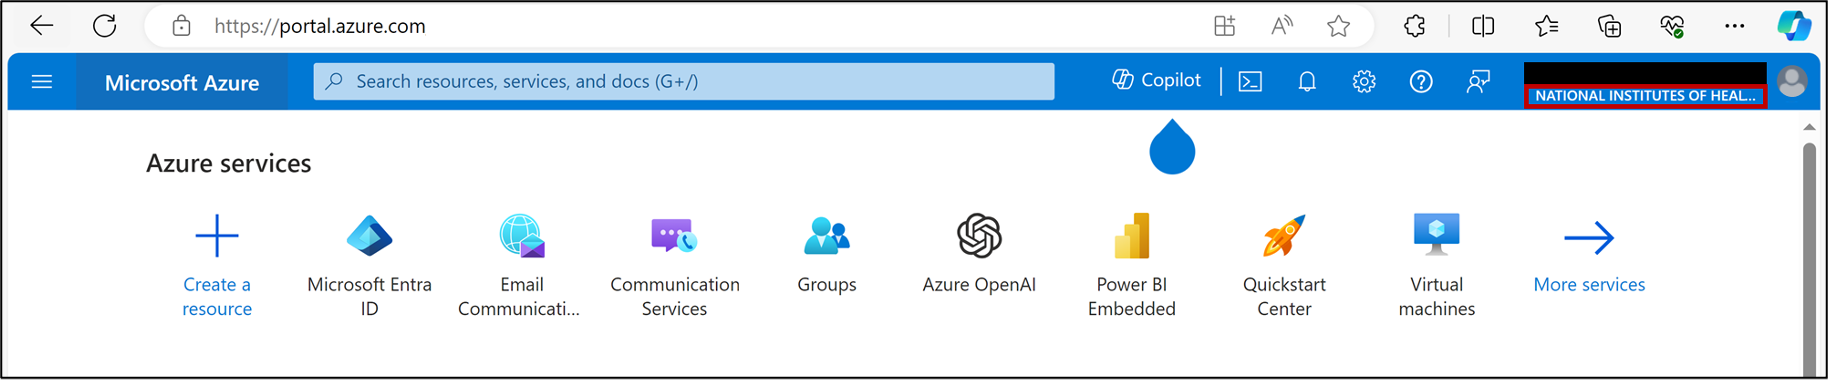 https://portal.azure.com
Microsoft Azure
Search resources, services, and docs (G+/)
Copilot
NATIONAL INSTITUTES OF HEAL...
Azure services
Create a
resource
Microsoft Entra
ID
Email
Communicati...
Communication
Services
Groups
Azure OpenAI
Power BI
Embedded
Quickstart
Center
Virtual
machines
More services